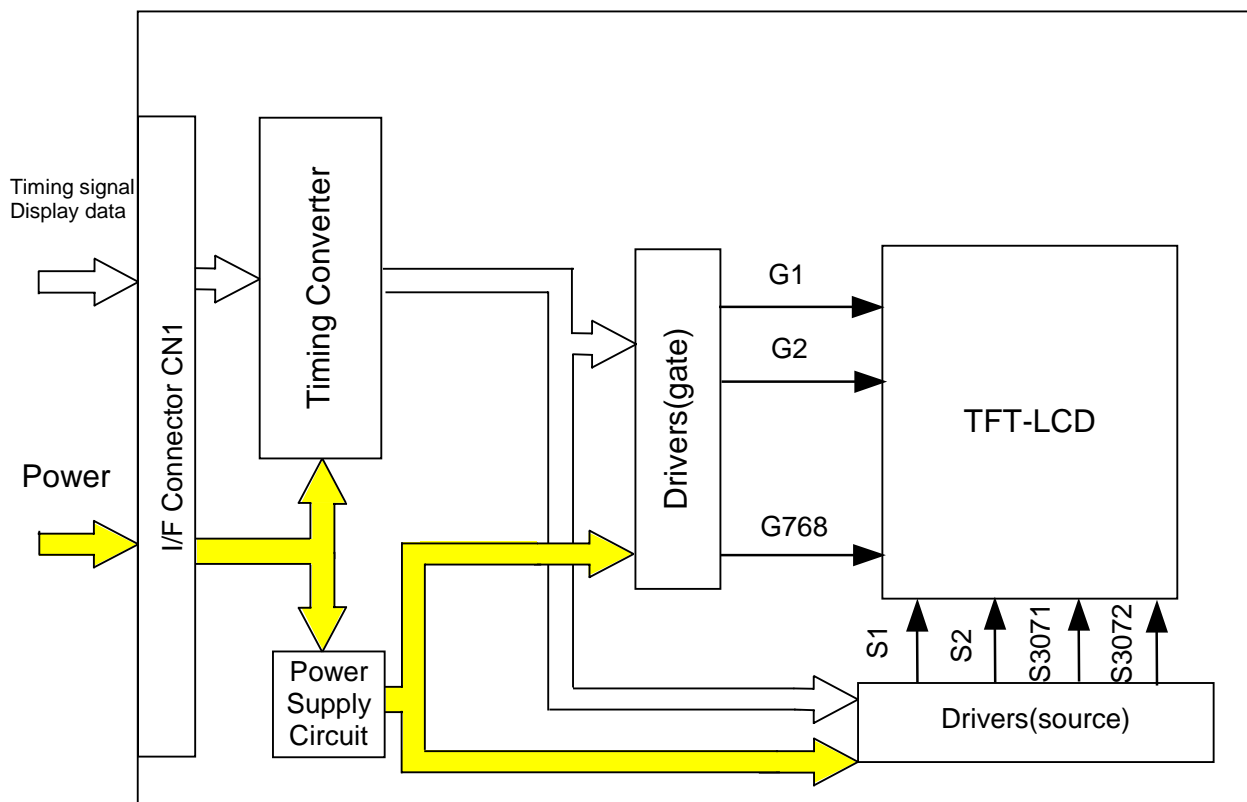 Timing signal
Display data
Power
I/F Connector CN1
Timing Converter
Power
Supply
Circuit
Drivers(gate)
G1
G2
G768
TFT-LCD
S1
S2
S3071
S3072
Drivers(source)